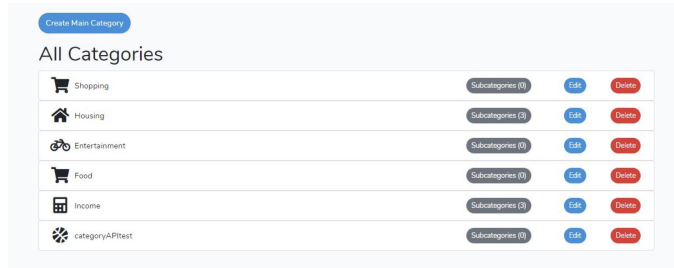 Create Main Category
All Categories
Shopping Subcategories (0) Edit Delete
Housing Subcategories (3) Edit Delete
Entertainment Subcategories (0) Edit Delete
Food Subcategories (0) Edit Delete
Income Subcategories (3) Edit Delete
categoryAPItest Subcategories (0) Edit Delete